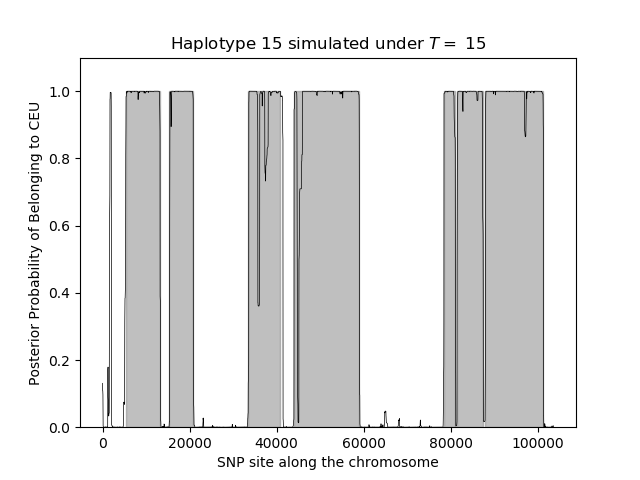 Haplotype 15 simulated under T = 15
1.0
0.8
0.6
0.4
0.2
0.0
Posterior Probability of Belonging to CEU
0 20000 40000 60000 80000 100000
SNP site along the chromosome